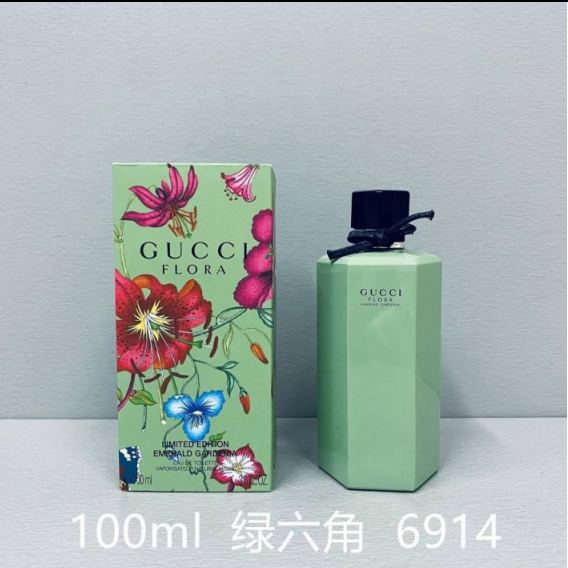 GUCCI
FLORA
LIMITED EDITION
EMERALD GARDENIA
EAU DE TOILETTE
GUCCI
FLORA
100ml 绿六角 6914